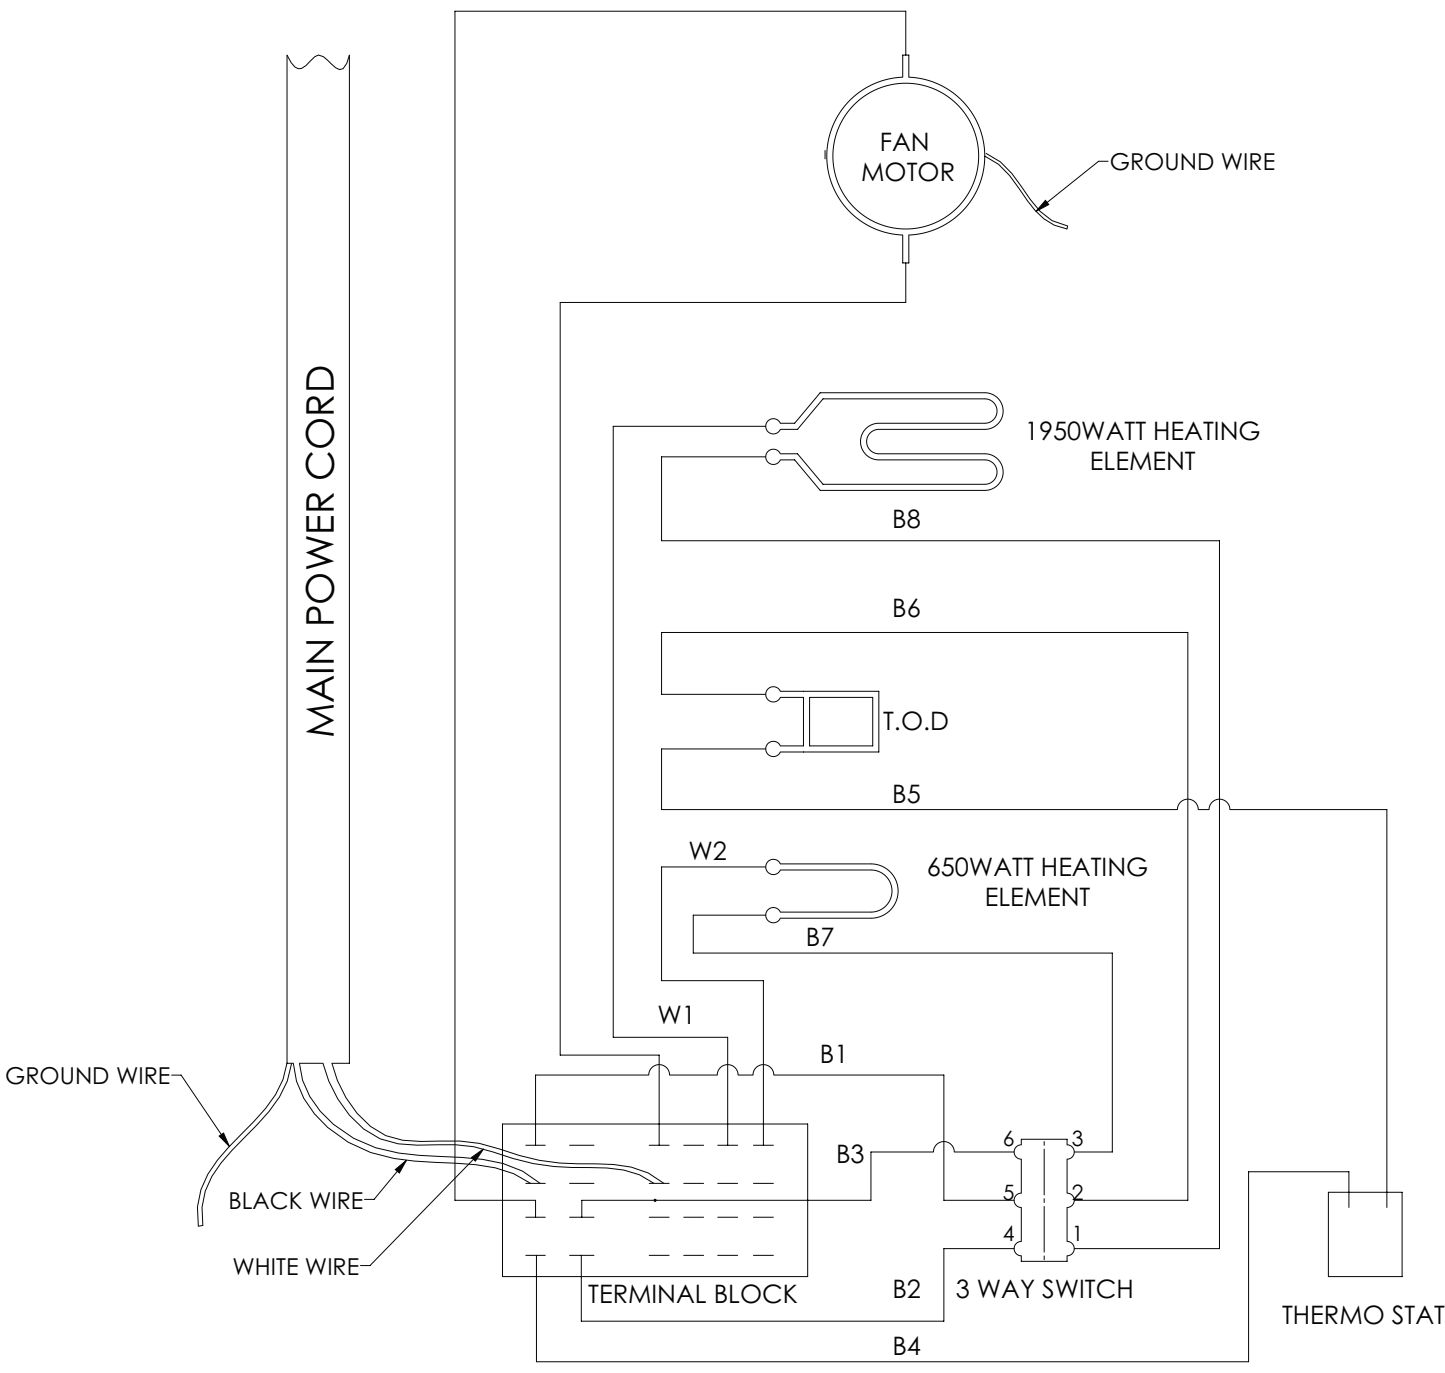 FAN
MOTOR
GROUND WIRE
MAIN POWER CORD
1950WATT HEATING
ELEMENT
B8
B6
T.O.D
B5
W2
650WATT HEATING
ELEMENT
B7
W1
B1
GROUND WIRE
BLACK WIRE
WHITE WIRE
B3
6
3
5
2
4
1
TERMINAL BLOCK
B2
3 WAY SWITCH
THERMO STAT
B4